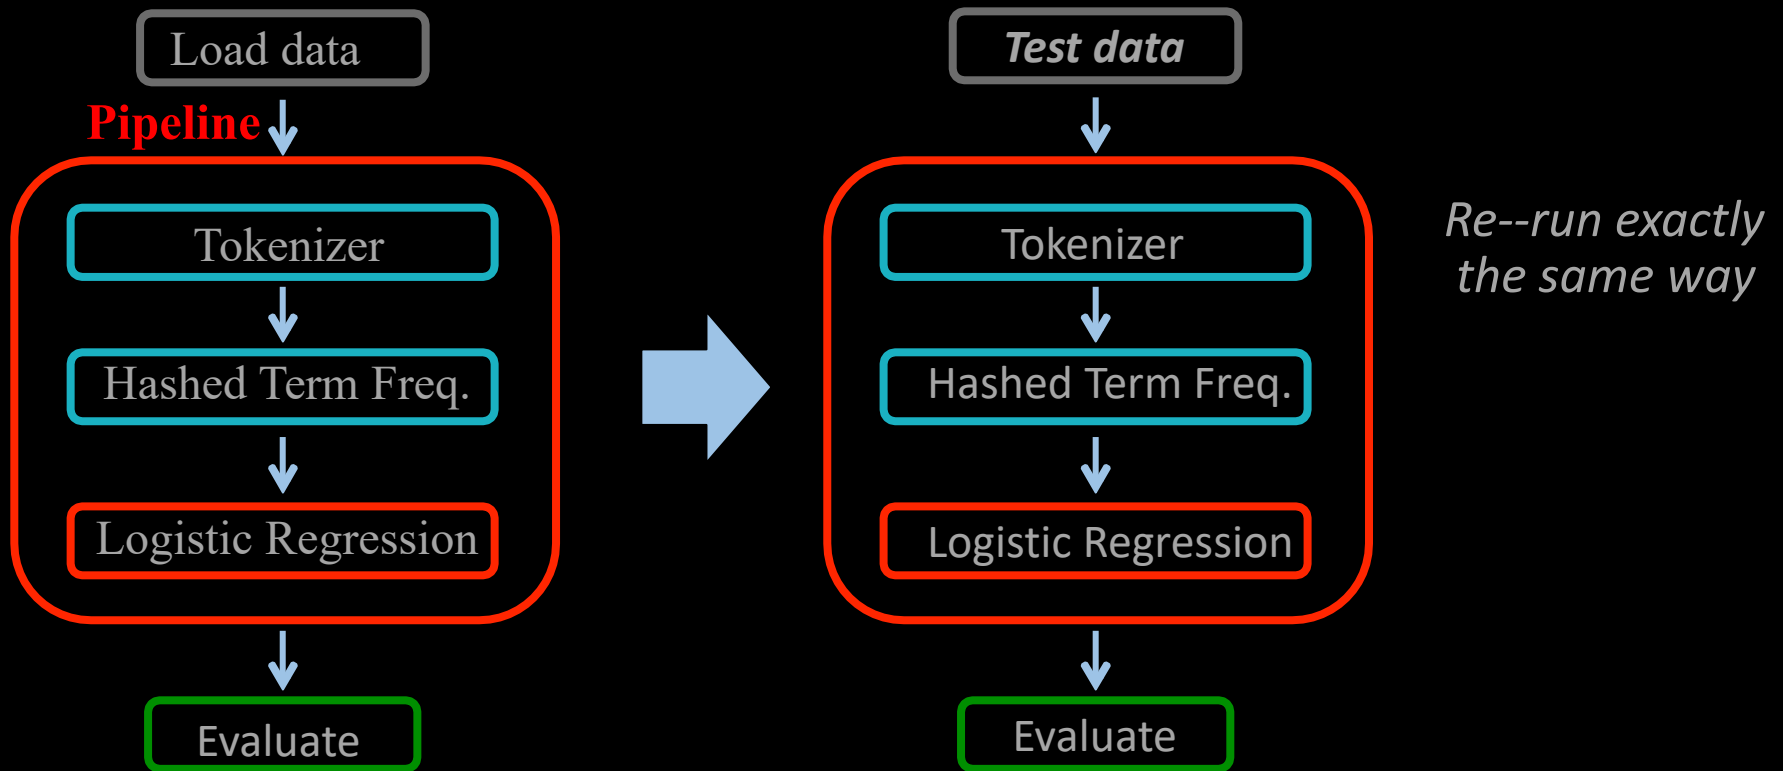 Load data
Pipeline
Tokenizer
Hashed Term Freq.
Logistic Regression
Evaluate
Test data
Tokenizer
Hashed Term Freq.
Logistic Regression
Evaluate
Re--run exactly
the same way